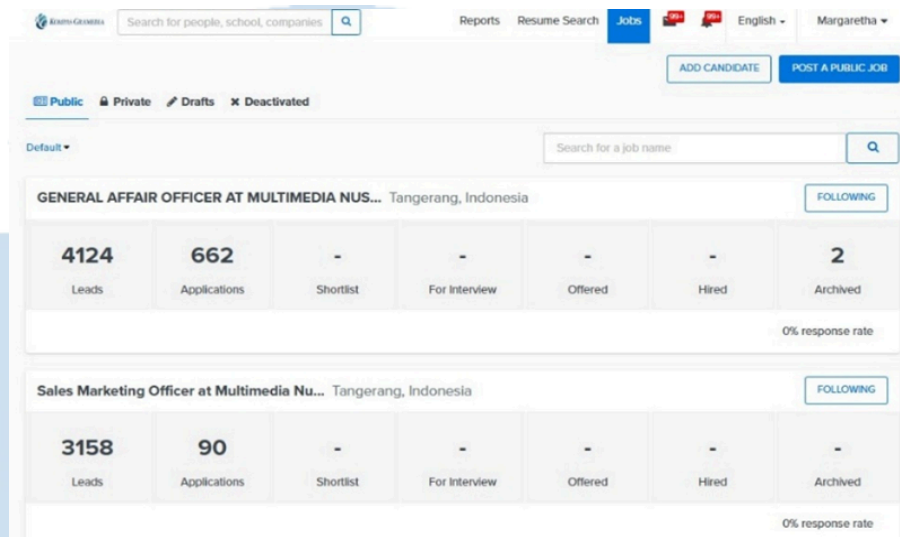 KOMPAS GRAMEDIA Search for people, school, companies Reports Resume Search Jobs 99+ 99+ English Margaretha
ADD CANDIDATE POST A PUBLIC JOB
Public Private Drafts Deactivated
Default Search for a job name
GENERAL AFFAIR OFFICER AT MULTIMEDIA NUS... Tangerang, Indonesia FOLLOWING
4124 662 - - - - 2
Leads Applications Shortlist For Interview Offered Hired Archived
0% response rate
Sales Marketing Officer at Multimedia Nu... Tangerang, Indonesia FOLLOWING
3158 90 - - - - -
Leads Applications Shortlist For Interview Offered Hired Archived
0% response rate